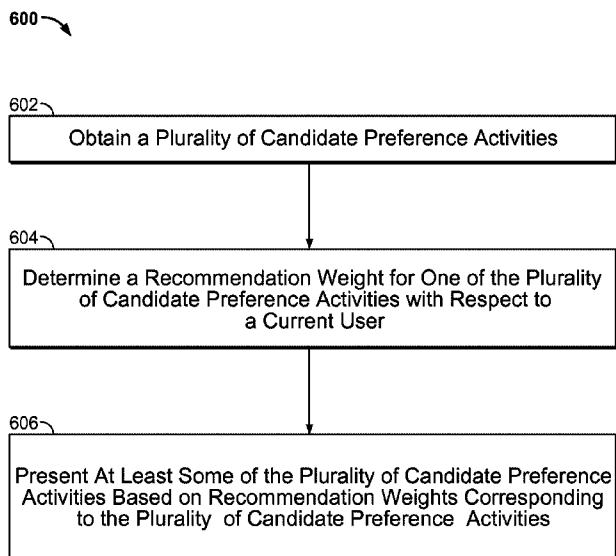 600
602
Obtain a Plurality of Candidate Preference Activities
604
Determine a Recommendation Weight for One of the Plurality
of Candidate Preference Activities with Respect to
a Current User
606
Present At Least Some of the Plurality of Candidate Preference
Activities Based on Recommendation Weights Corresponding
to the Plurality of Candidate Preference Activities